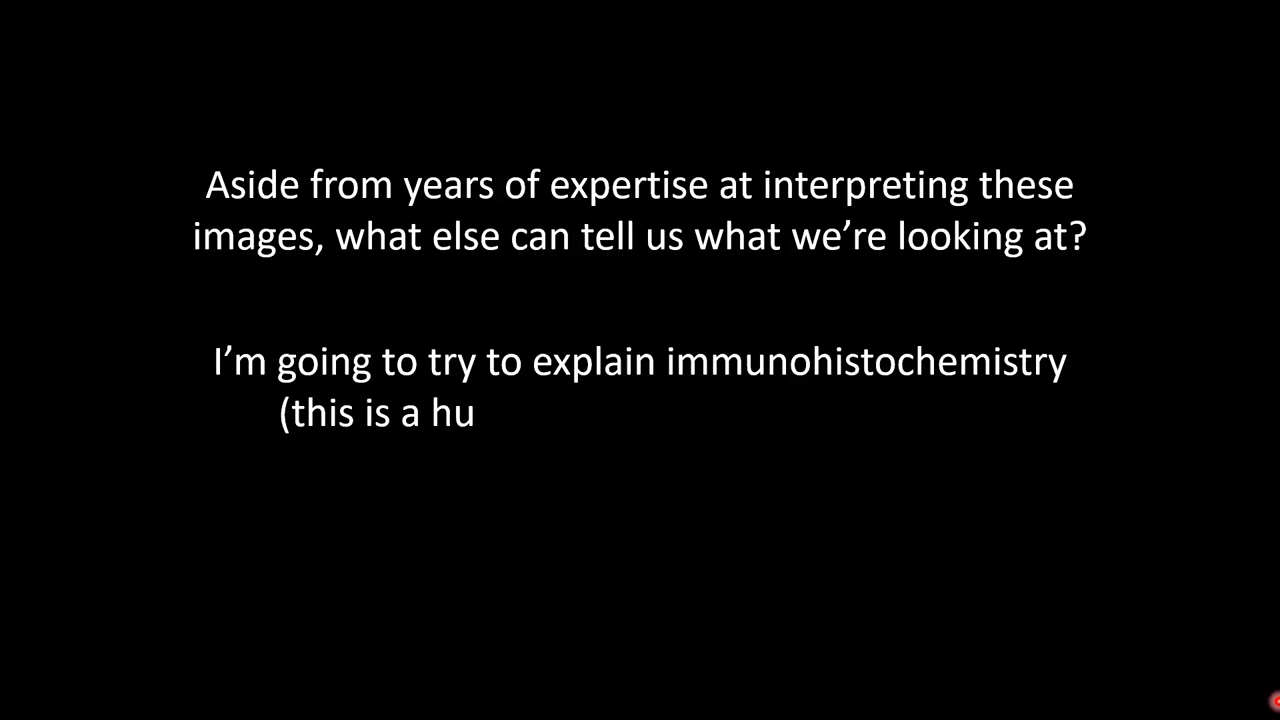 Aside from years of expertise at interpreting these
images, what else can tell us what we’re looking at?
I’m going to try to explain immunohistochemistry
(this is a hu